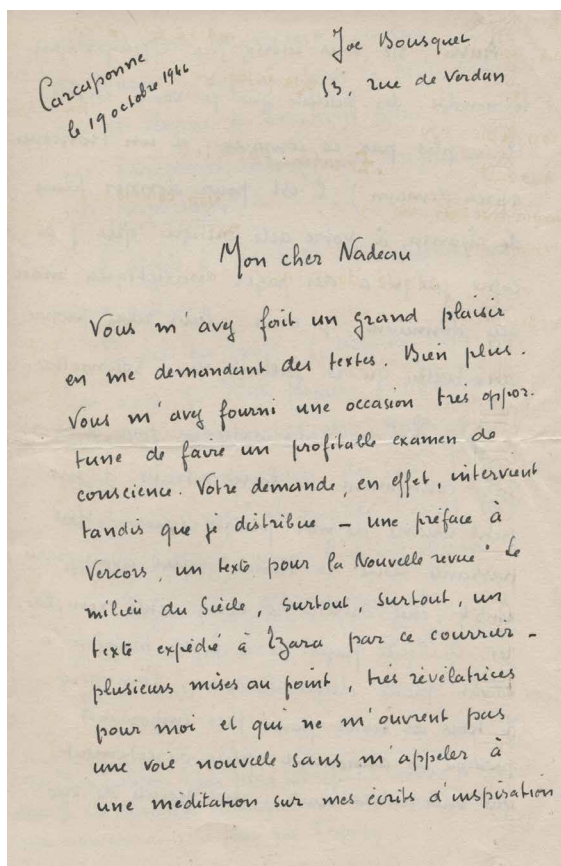 Carcassonne
le 19 octobre 1946
Joe Bousquet
53, rue de Verdun
Mon cher Nadeau
Vous m'avez fait un grand plaisir
en me demandant des textes. Bien plus.
Vous m'avez fourni une occasion très oppor-
tune de faire un profitable examen de
conscience. Votre demande, en effet, intervient
tandis que je distribue – une préface à
Vercors, un texte pour la Nouvelle revue " Le
milieu du Siècle, surtout, surtout, un
texte expédié à Tzara par ce courrier –
plusieurs mises au point, très révélatrices
pour moi et qui ne m'ouvrent pas
une voie nouvelle sans m'appeler à
une méditation sur mes écrits d'inspiration